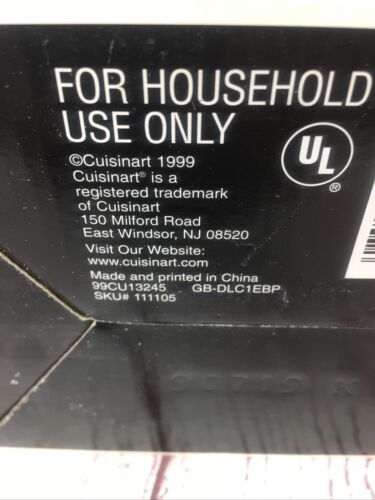 FOR HOUSEHOLD
USE ONLY
UL
®
©Cuisinart 1999
Cuisinart® is a
registered trademark
of Cuisinart
150 Milford Road
East Windsor, NJ 08520
Visit Our Website:
www.cuisinart.com
Made and printed in China
99CU13245 GB-DLC1EBP
SKU# 111105